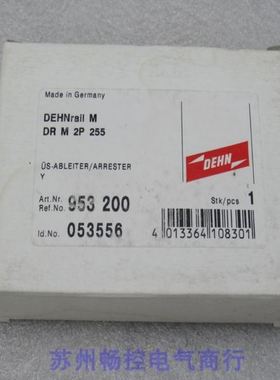 Made in Germany
DEHNrail M
DR M 2P 255
DEHN
ÜS-ABLEITER/ARRESTER
Y
Art.Nr.
Ref.No. 953 200
Stk/pcs 1
Id.No. 053556
4 013364 108301
苏州畅控电气商行